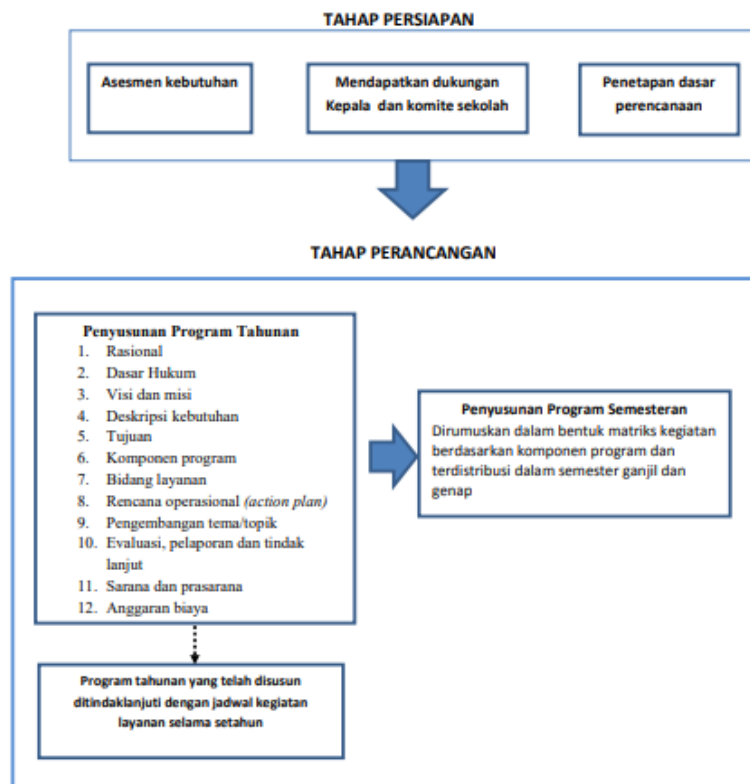 TAHAP PERSIAPAN
Asesmen kebutuhan
Mendapatkan dukungan
Kepala dan komite sekolah
Penetapan dasar
perencanaan
TAHAP PERANCANGAN
Penyusunan Program Tahunan
1. Rasional
2. Dasar Hukum
3. Visi dan misi
4. Deskripsi kebutuhan
5. Tujuan
6. Komponen program
7. Bidang layanan
8. Rencana operasional (action plan)
9. Pengembangan tema/topik
10. Evaluasi, pelaporan dan tindak
lanjut
11. Sarana dan prasarana
12. Anggaran biaya
Penyusunan Program Semesteran
Dirumuskan dalam bentuk matriks kegiatan
berdasarkan komponen program dan
terdistribusi dalam semester ganjil dan
genap
Program tahunan yang telah disusun
ditindaklanjuti dengan jadwal kegiatan
layanan selama setahun